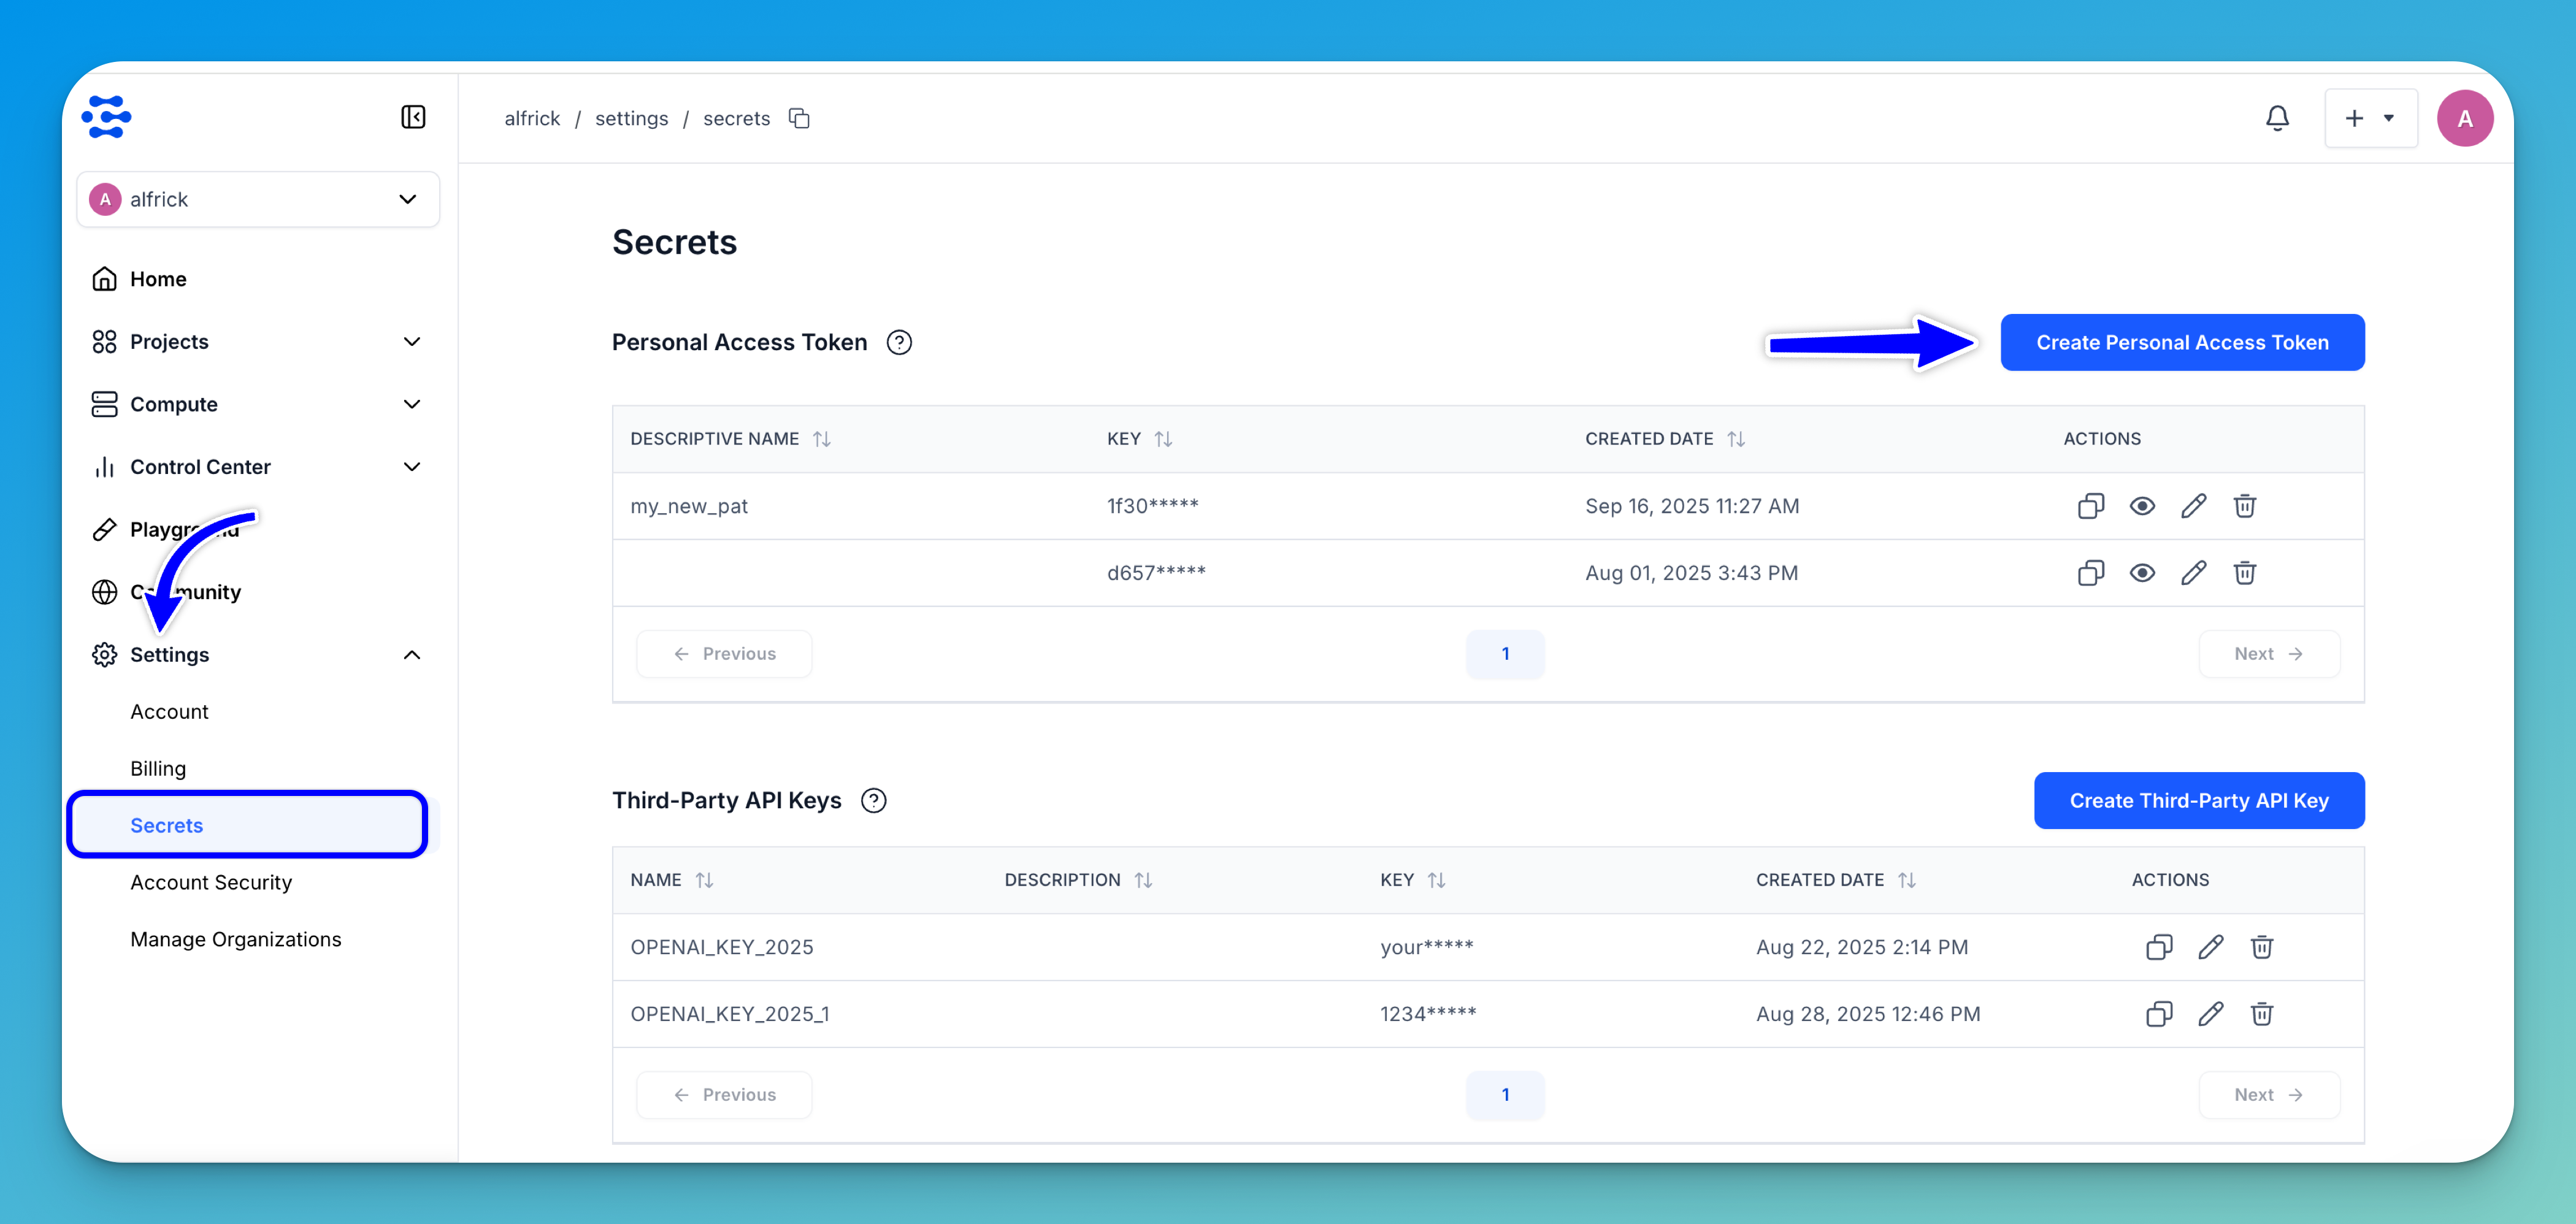 alfrick / settings / secrets
A
A alfrick
Home
Projects
Compute
Control Center
Playground
Community
Settings
Account
Billing
Secrets
Account Security
Manage Organizations
Secrets
Personal Access Token ?
Create Personal Access Token
DESCRIPTIVE NAME KEY CREATED DATE ACTIONS
my_new_pat 1f30***** Sep 16, 2025 11:27 AM
d657***** Aug 01, 2025 3:43 PM
← Previous 1 Next →
Third-Party API Keys ?
Create Third-Party API Key
NAME DESCRIPTION KEY CREATED DATE ACTIONS
OPENAI_KEY_2025 your***** Aug 22, 2025 2:14 PM
OPENAI_KEY_2025_1 1234***** Aug 28, 2025 12:46 PM
← Previous 1 Next →